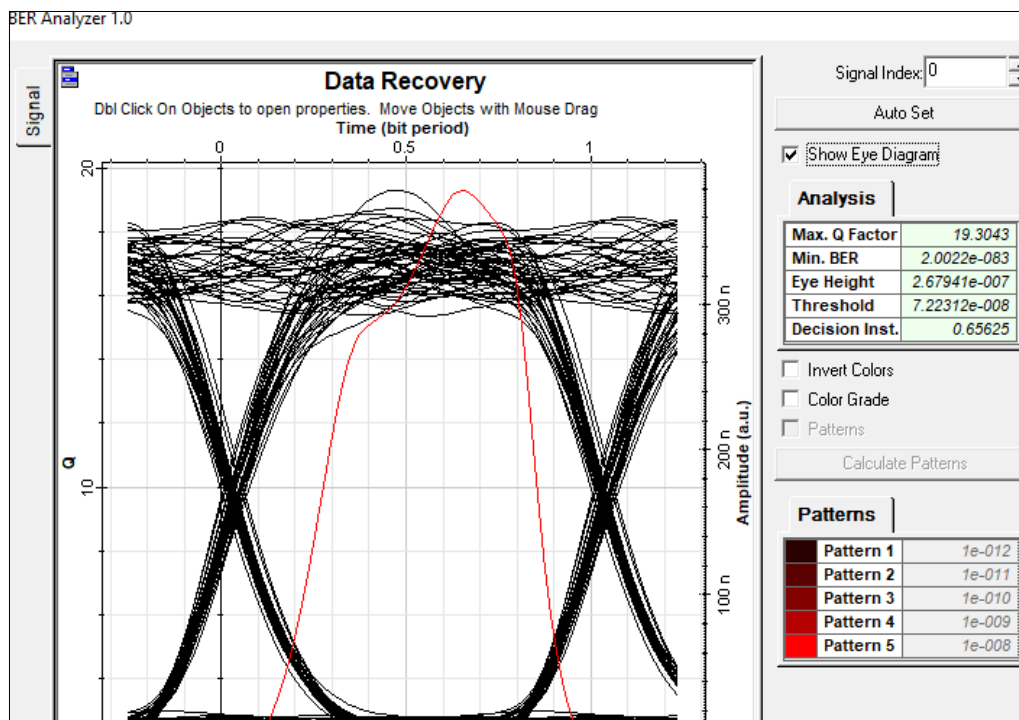 BER Analyzer 1.0
Signal
Data Recovery
Dbl Click On Objects to open properties. Move Objects with Mouse Drag
Time (bit period)
0 0.5 1
20
10
Q
300 n
200 n
100 n
Amplitude (a.u.)
Signal Index: 0
Auto Set
Show Eye Diagram
Analysis
Max. Q Factor 19.3043
Min. BER 2.0022e-083
Eye Height 2.67941e-007
Threshold 7.22312e-008
Decision Inst. 0.65625
Invert Colors
Color Grade
Patterns
Calculate Patterns
Patterns
Pattern 1 1e-012
Pattern 2 1e-011
Pattern 3 1e-010
Pattern 4 1e-009
Pattern 5 1e-008